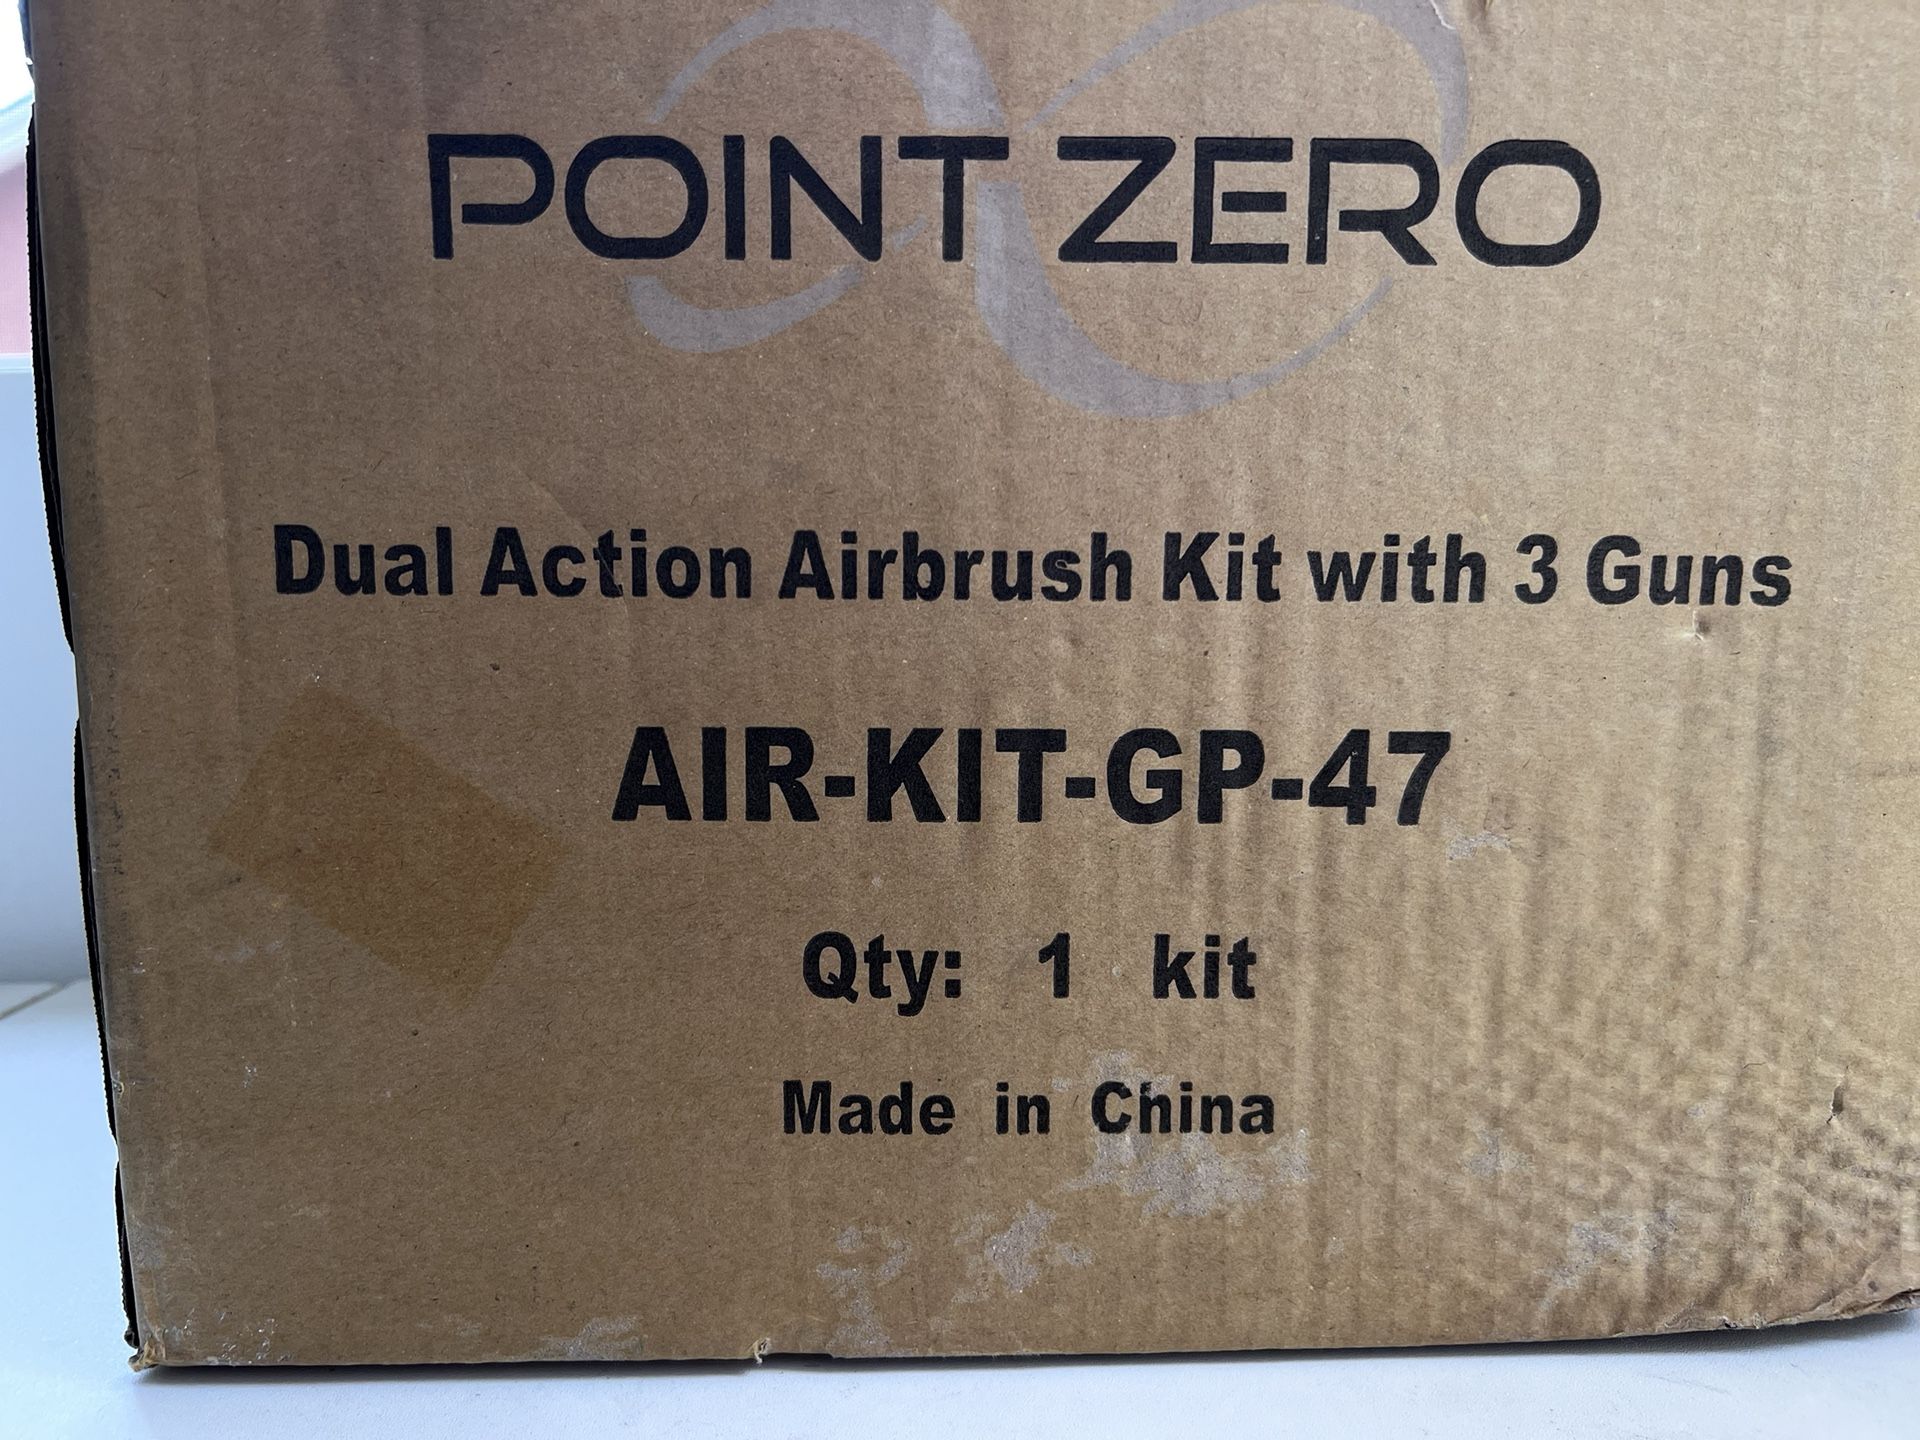 POINT ZERO
Dual Action Airbrush Kit with 3 Guns
AIR-KIT-GP-47
Qty: 1 kit
Made in China